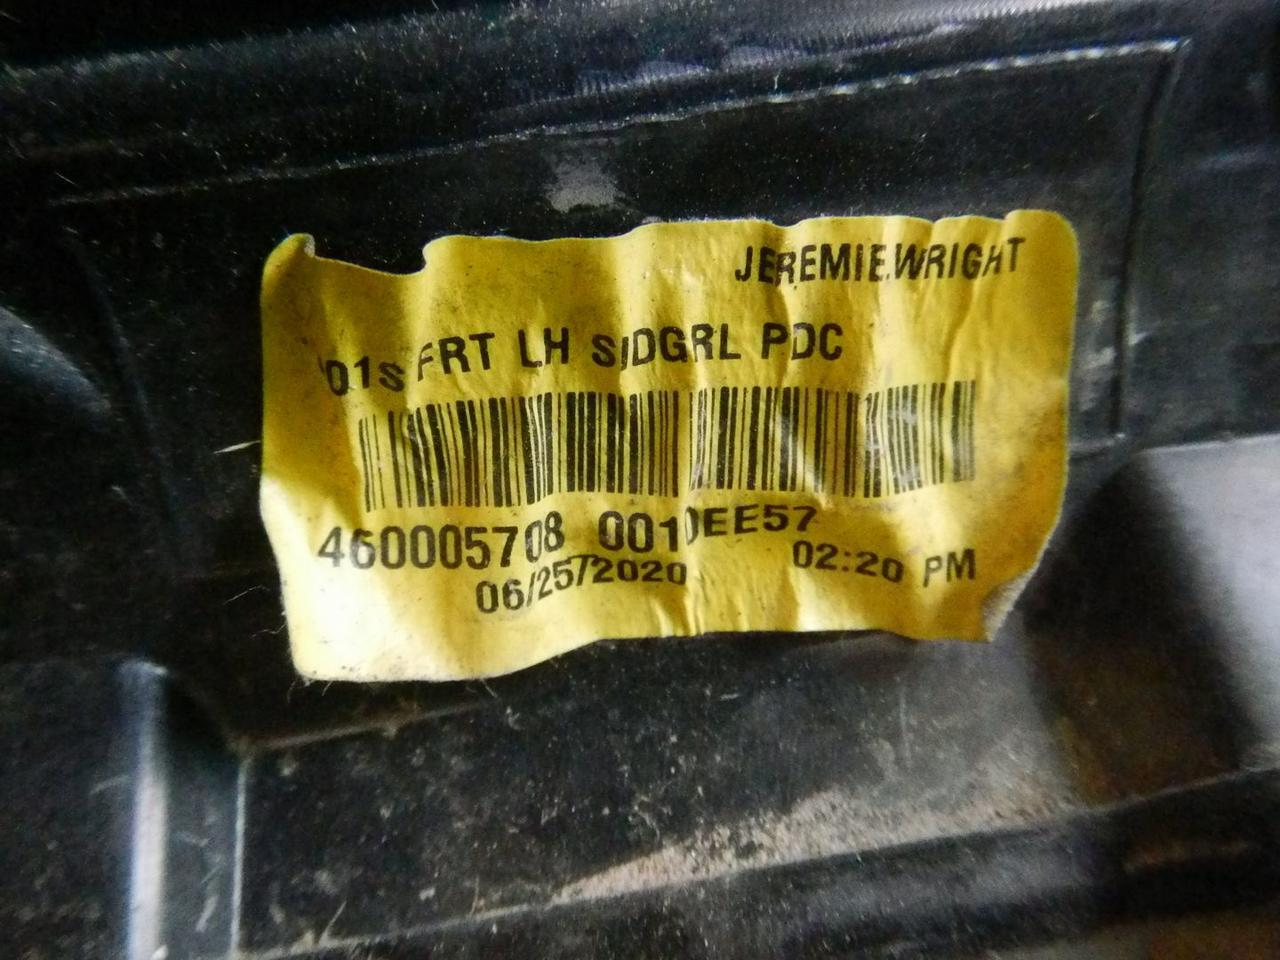 JEREMIE.WRIGHT
'01s FRT LH SIDGRL PDC
460005708 0010EE57
06/25/2020 02:20 PM